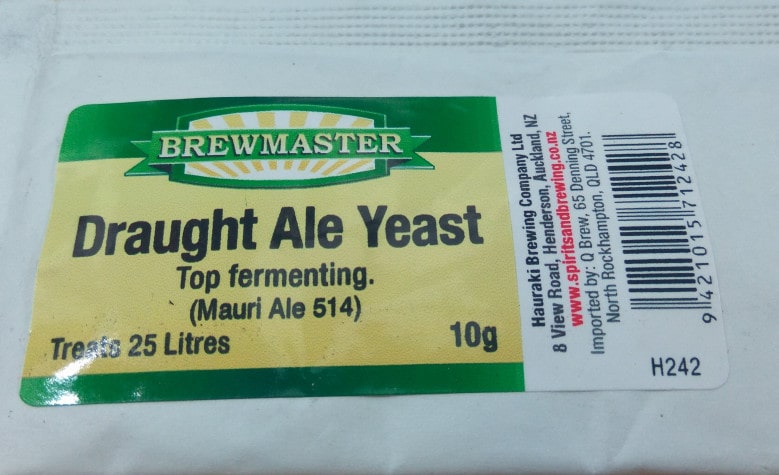 BREWMASTER
Draught Ale Yeast
Top fermenting.
(Mauri Ale 514)
Treats 25 Litres
10g
Hauraki Brewing Company Ltd
8 View Road, Henderson, Auckland, NZ
www.spiritsandbrewing.co.nz
Imported by: Q Brew, 65 Denning Street,
North Rockhampton, QLD 4701.
9 421015 712428
H242